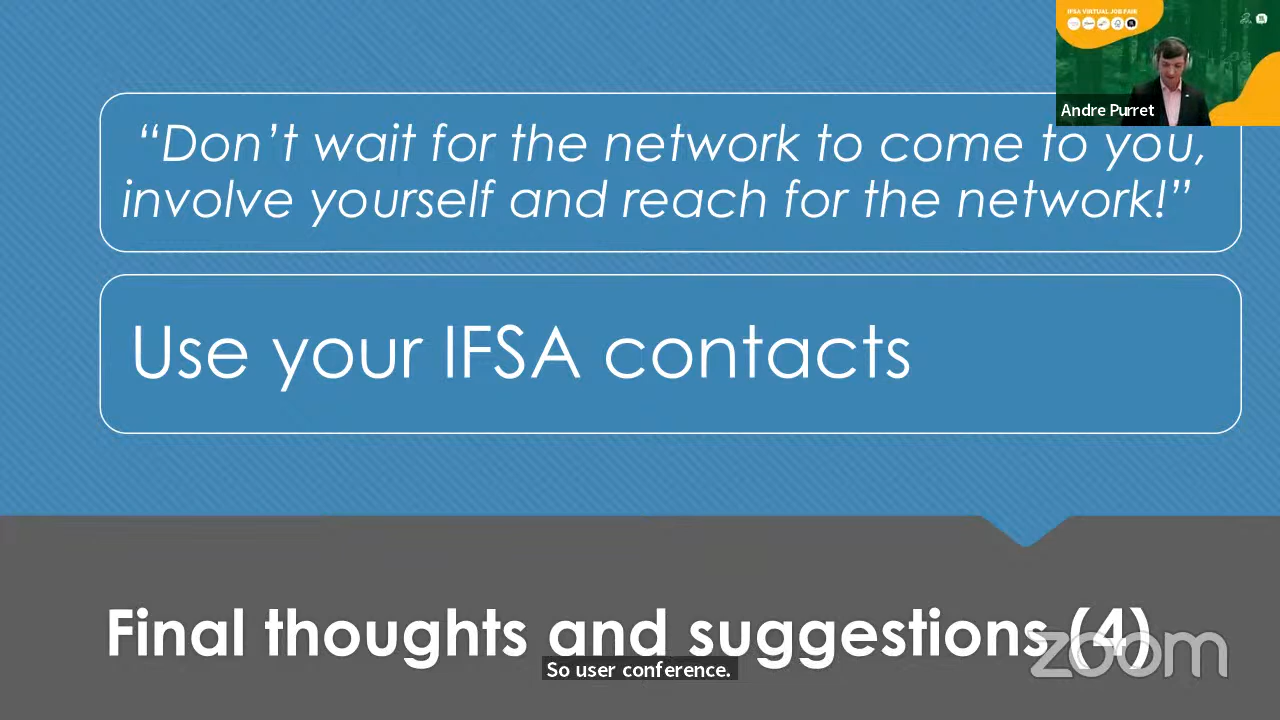 IFSA VIRTUAL JOB FAIR
Andre Purret
“Don’t wait for the network to come to you,
involve yourself and reach for the network!”
Use your IFSA contacts
Final thoughts and suggestions (4)
So user conference.
zoom